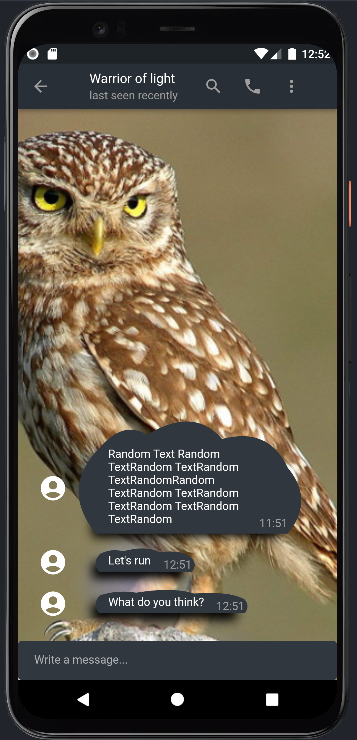 12:52
Warrior of light
last seen recently
Random Text Random
TextRandom TextRandom
TextRandomRandom
TextRandom TextRandom
TextRandom TextRandom
TextRandom
11:51
Let's run
12:51
What do you think?
12:51
Write a message...